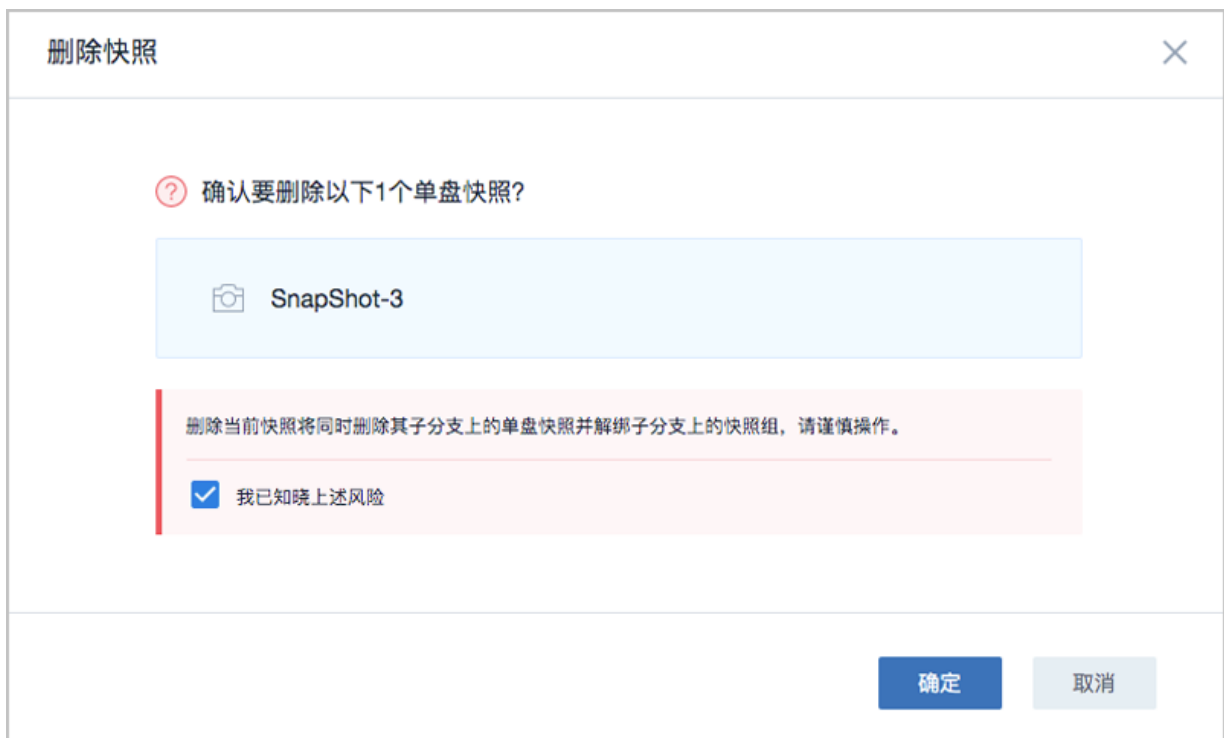 删除快照
确认要删除以下1个单盘快照?
SnapShot-3
删除当前快照将同时删除其子分支上的单盘快照并解绑子分支上的快照组，请谨慎操作。
我已知晓上述风险
确定 取消